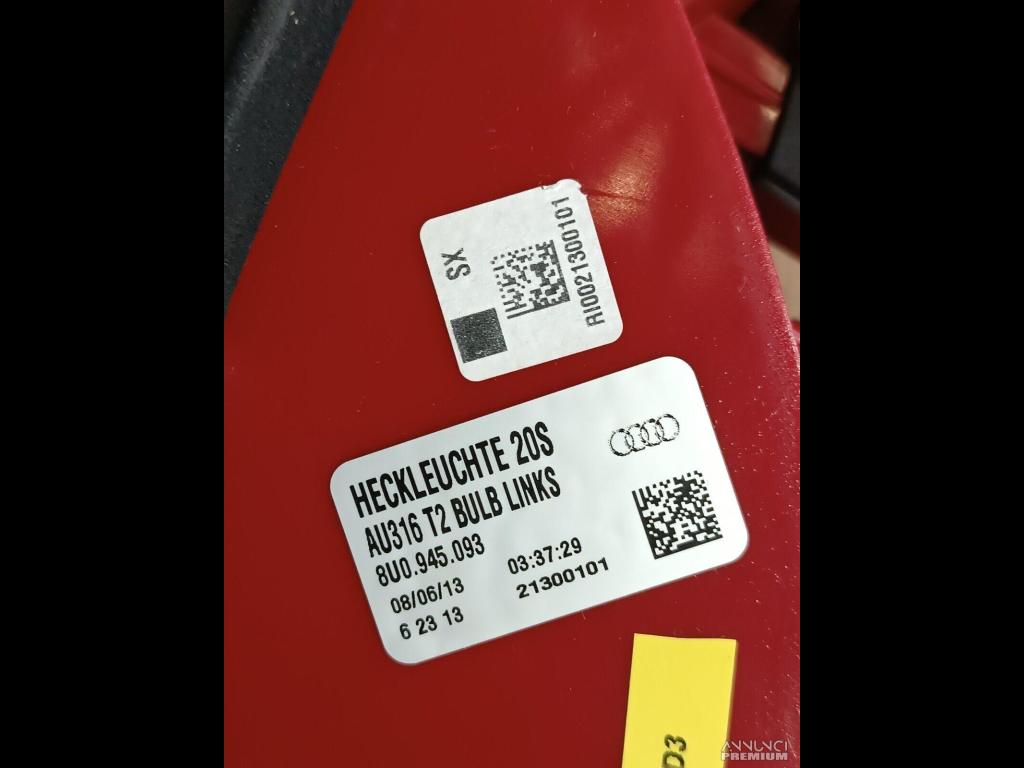 SX
AI0021300101
HECKLEUCHTE 20S
AU316 T2 BULB LINKS
8U0.945.093
08/06/13 03:37:29
6 23 13 21300101
D3
ANNUNCI
PREMIUM